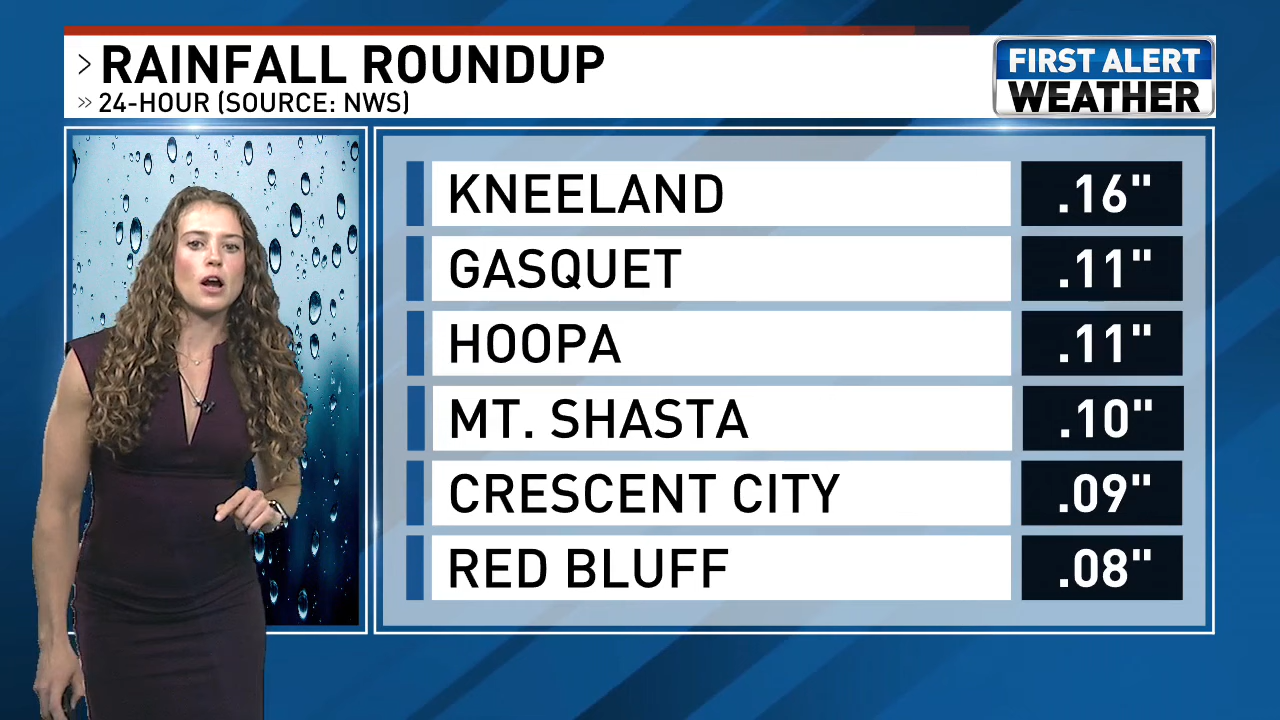 > RAINFALL ROUNDUP
» 24-HOUR (SOURCE: NWS)
FIRST ALERT
WEATHER
KNEELAND .16"
GASQUET .11"
HOOPA .11"
MT. SHASTA .10"
CRESCENT CITY .09"
RED BLUFF .08"